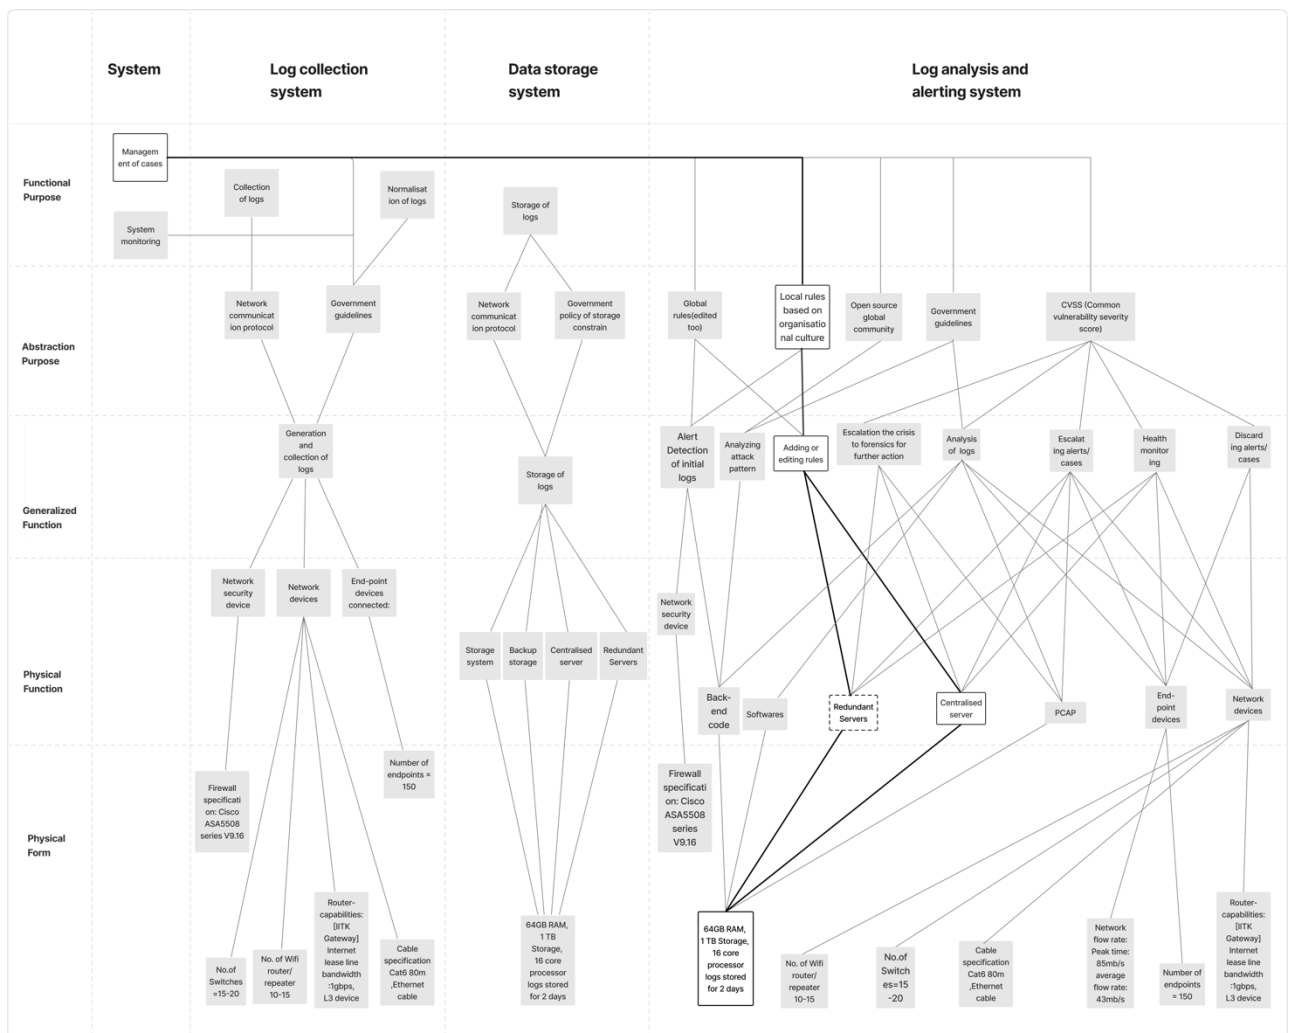 System
Log collection
system
Data storage
system
Log analysis and
alerting system
Functional
Purpose
Managem
ent of cases
System
monitoring
Collection
of logs
Normalisat
ion of logs
Storage of
logs
Abstraction
Purpose
Network
communicat
ion protocol
Government
guidelines
Network
communicat
ion protocol
Government
policy of storage
constrain
Global
rules(edited
too)
Local rules
based on
organisatio
nal culture
Open source
global
community
Government
guidelines
CVSS (Common
vulnerability severity
score)
Generalized
Function
Generation
and
collection of
logs
Storage of
logs
Alert
Detection
of initial
logs
Analyzing
attack
pattern
Adding or
editing rules
Escalation the crisis
to forensics for
further action
Analysis
of logs
Escalat
ing alerts/
cases
Health
monitor
ing
Discard
ing alerts/
cases
Physical
Function
Network
security
device
Network
devices
End-point
devices
connected:
Storage
system
Backup
storage
Centralised
server
Redundant
Servers
Network
security
device
Back-
end
code
Softwares
Redundant
Servers
Centralised
server
PCAP
End-
point
devices
Network
devices
Physical
Form
Firewall
specificati
on: Cisco
ASA5508
series V9.16
No.of
Switches
=15-20
No. of Wifi
router/
repeater
10-15
Router-
capabilities:
[IITK
Gateway]
Internet
lease line
bandwidth
:1gbps,
L3 device
Number of
endpoints =
150
Cable
specification
Cat6 80m
,Ethernet
cable
64GB RAM,
1 TB
Storage,
16 core
processor
logs stored
for 2 days
Firewall
specificati
on: Cisco
ASA5508
series
V9.16
64GB RAM,
1 TB Storage,
16 core
processor
logs stored
for 2 days
No. of Wifi
router/
repeater
10-15
No.of
Switch
es=15
-20
Cable
specification
Cat6 80m
,Ethernet
cable
Network
flow rate:
Peak time:
85mb/s
average
flow rate:
43mb/s
Number of
endpoints
= 150
Router-
capabilities:
[IITK
Gateway]
Internet
lease line
bandwidth
:1gbps,
L3 device